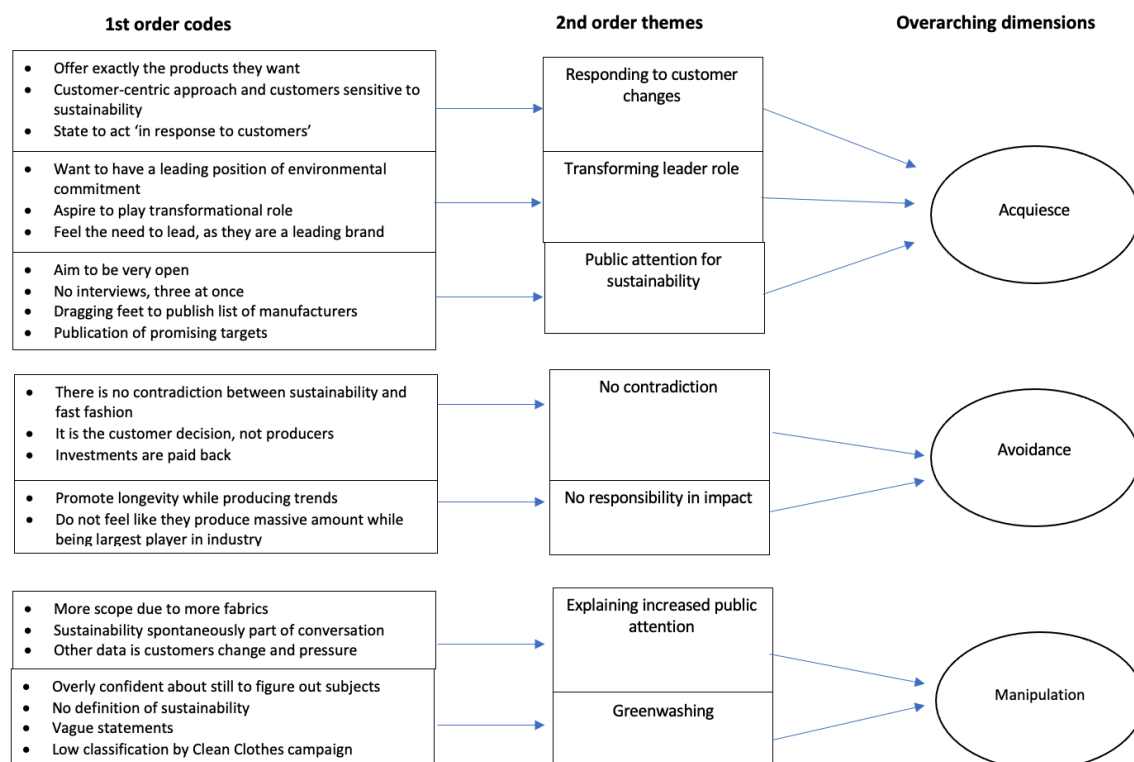 1st order codes
2nd order themes
Overarching dimensions
• Offer exactly the products they want
• Customer-centric approach and customers sensitive to
sustainability
• State to act ‘in response to customers’
Responding to customer
changes
• Want to have a leading position of environmental
commitment
• Aspire to play transformational role
• Feel the need to lead, as they are a leading brand
Transforming leader role
• Aim to be very open
• No interviews, three at once
• Dragging feet to publish list of manufacturers
• Publication of promising targets
Public attention for
sustainability
Acquiesce
• There is no contradiction between sustainability and
fast fashion
• It is the customer decision, not producers
• Investments are paid back
No contradiction
• Promote longevity while producing trends
• Do not feel like they produce massive amount while
being largest player in industry
No responsibility in impact
Avoidance
• More scope due to more fabrics
• Sustainability spontaneously part of conversation
• Other data is customers change and pressure
Explaining increased public
attention
• Overly confident about still to figure out subjects
• No definition of sustainability
• Vague statements
• Low classification by Clean Clothes campaign
Greenwashing
Manipulation